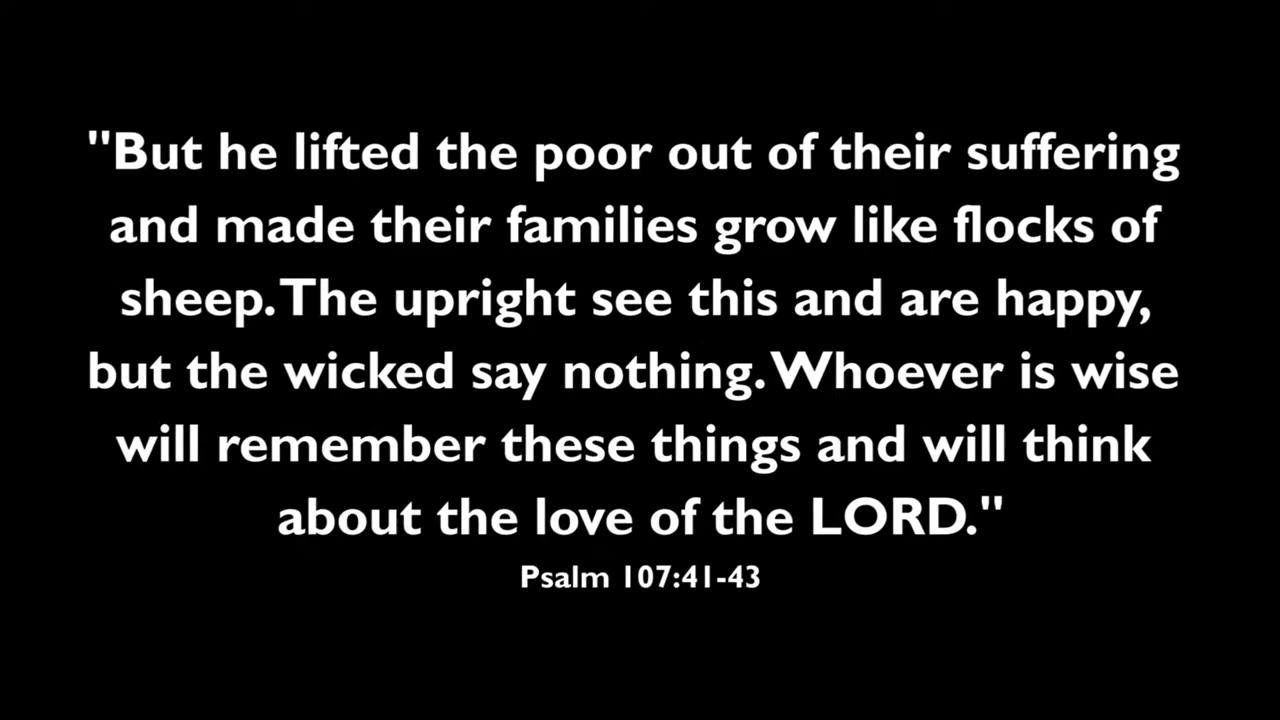 "But he lifted the poor out of their suffering
and made their families grow like flocks of
sheep. The upright see this and are happy,
but the wicked say nothing. Whoever is wise
will remember these things and will think
about the love of the LORD."
Psalm 107:41-43